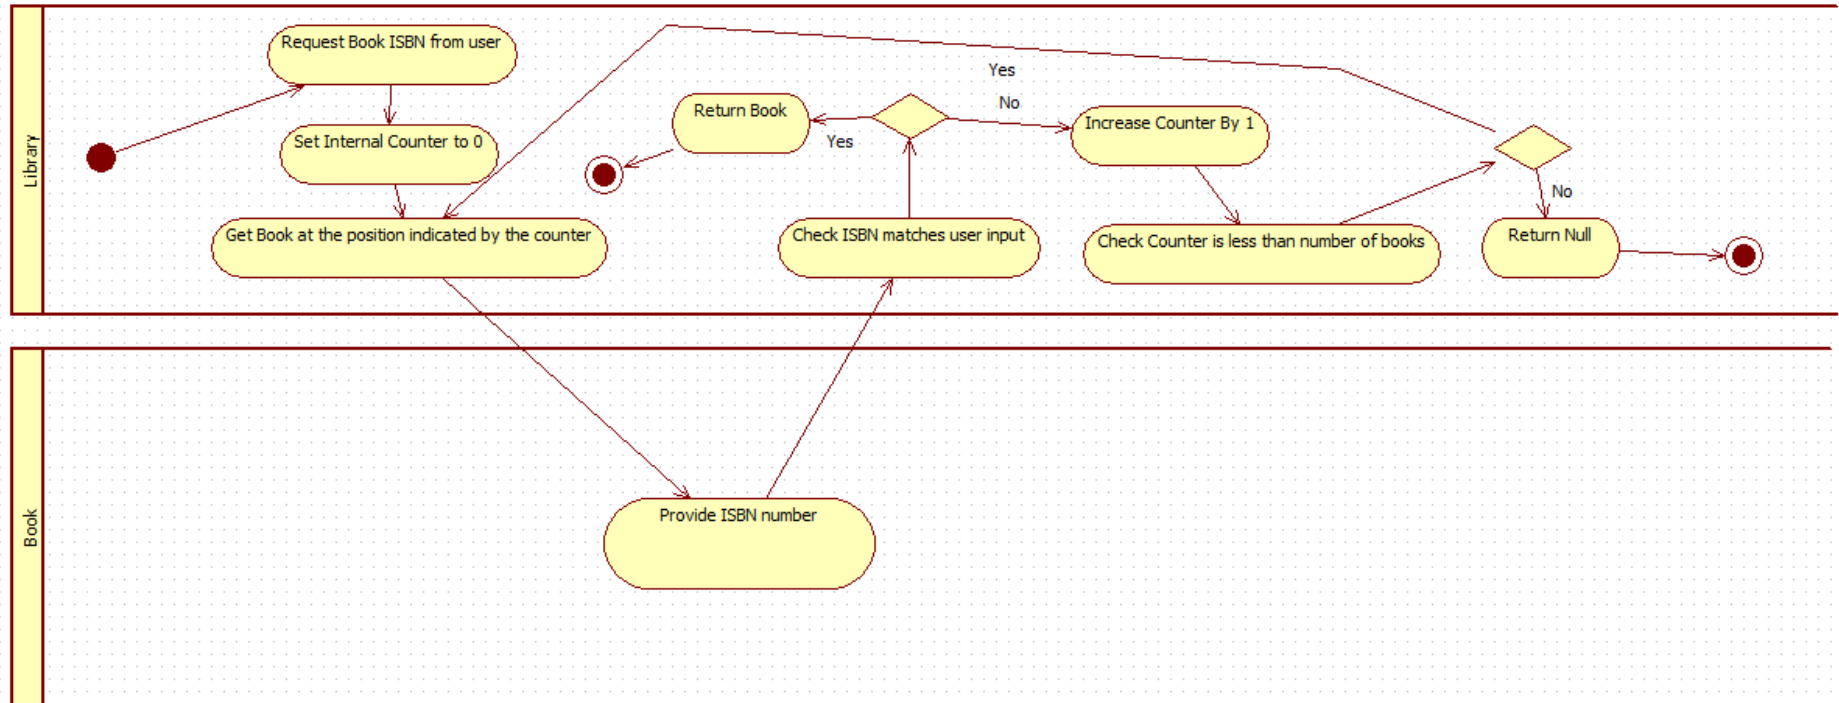 Library
Request Book ISBN from user
Set Internal Counter to 0
Get Book at the position indicated by the counter
Return Book
Yes
No
Yes
Increase Counter By 1
Check ISBN matches user input
Check Counter is less than number of books
No
Return Null
Book
Provide ISBN number